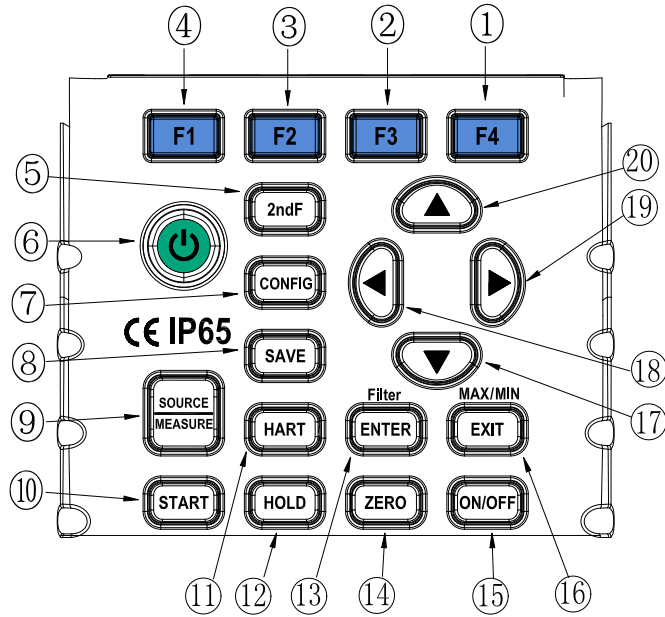 ④ ③ ② ①
F1 F2 F3 F4
⑤ 2ndF ⑳
⑥ ⑲
⑦ CONFIG
CE IP65
⑧ SAVE ⑱
Filter MAX/MIN ⑰
⑨ SOURCE
MEASURE
HART ENTER EXIT
⑩ START HOLD ZERO ON/OFF
⑪ ⑫ ⑬ ⑭ ⑮ ⑯